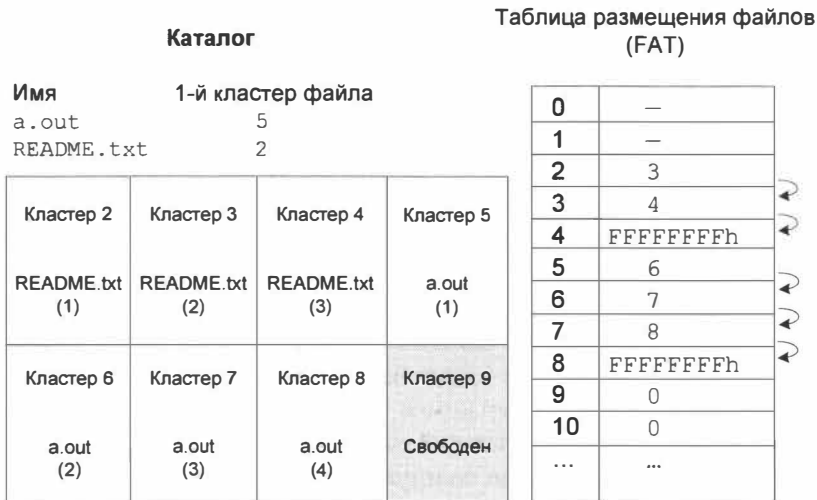 Каталог
Имя 1-й кластер файла
a.out 5
README.txt 2
Кластер 2 Кластер 3 Кластер 4 Кластер 5
README.txt README.txt README.txt a.out
(1) (2) (3) (1)
Кластер 6 Кластер 7 Кластер 8 Кластер 9
a.out a.out a.out Свободен
(2) (3) (4)
Таблица размещения файлов
(FAT)
0 —
1 —
2 3
3 4
4 FFFFFFFFh
5 6
6 7
7 8
8 FFFFFFFFh
9 0
10 0
... ...